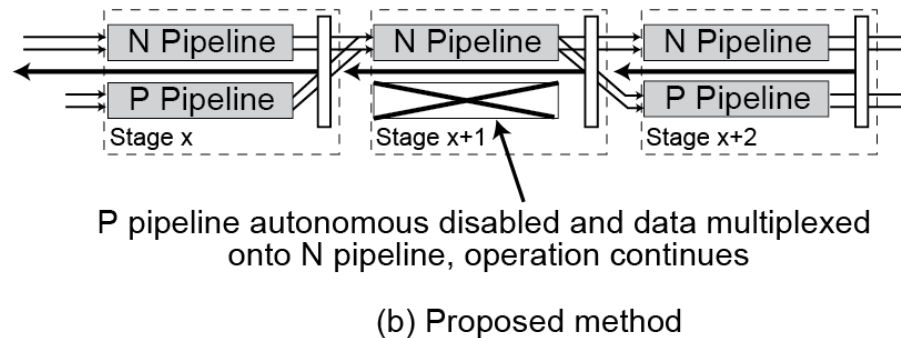 N Pipeline N Pipeline N Pipeline
P Pipeline P Pipeline
Stage x Stage x+1 Stage x+2
P pipeline autonomous disabled and data multiplexed
onto N pipeline, operation continues
(b) Proposed method